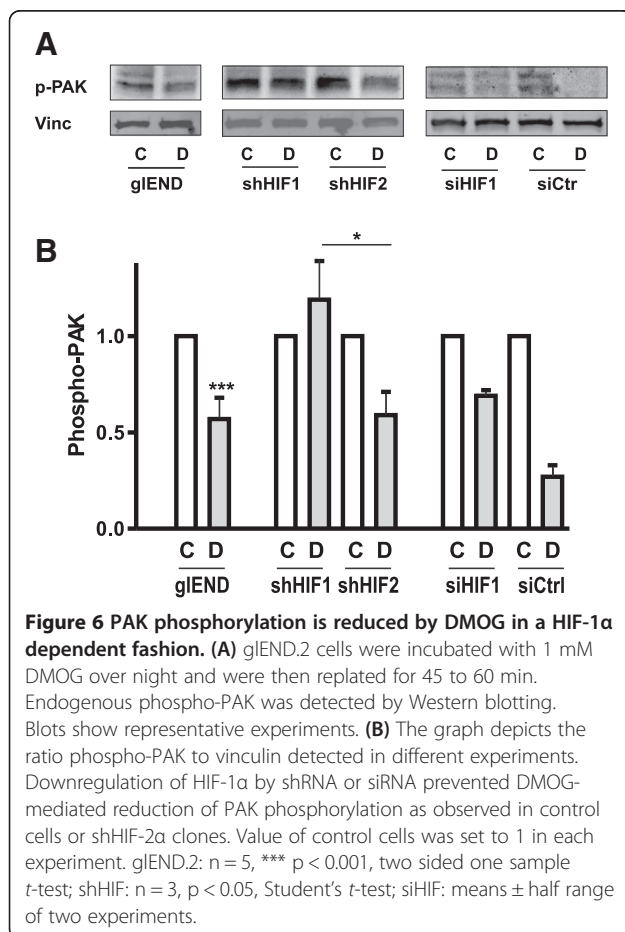 A
p-PAK
Vinc
C D C D C D C D C D
glEND shHIF1 shHIF2 siHIF1 siCtr
B
*
Phospho-PAK
1.0
***
0.5
0.0
C D C D C D C D C D
glEND shHIF1 shHIF2 siHIF1 siCtrl
Figure 6 PAK phosphorylation is reduced by DMOG in a HIF-1α
dependent fashion. (A) glEND.2 cells were incubated with 1 mM
DMOG over night and were then replated for 45 to 60 min.
Endogenous phospho-PAK was detected by Western blotting.
Blots show representative experiments. (B) The graph depicts the
ratio phospho-PAK to vinculin detected in different experiments.
Downregulation of HIF-1α by shRNA or siRNA prevented DMOG-
mediated reduction of PAK phosphorylation as observed in control
cells or shHIF-2α clones. Value of control cells was set to 1 in each
experiment. glEND.2: n = 5, *** p < 0.001, two sided one sample
t-test; shHIF: n = 3, p < 0.05, Student's t-test; siHIF: means ± half range
of two experiments.